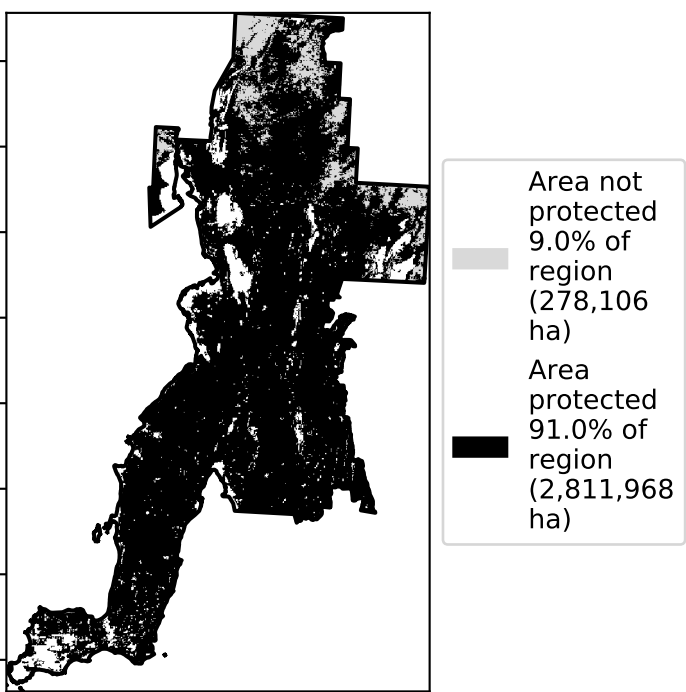 Area not
protected
9.0% of
region
(278,106
ha)
Area
protected
91.0% of
region
(2,811,968
ha)